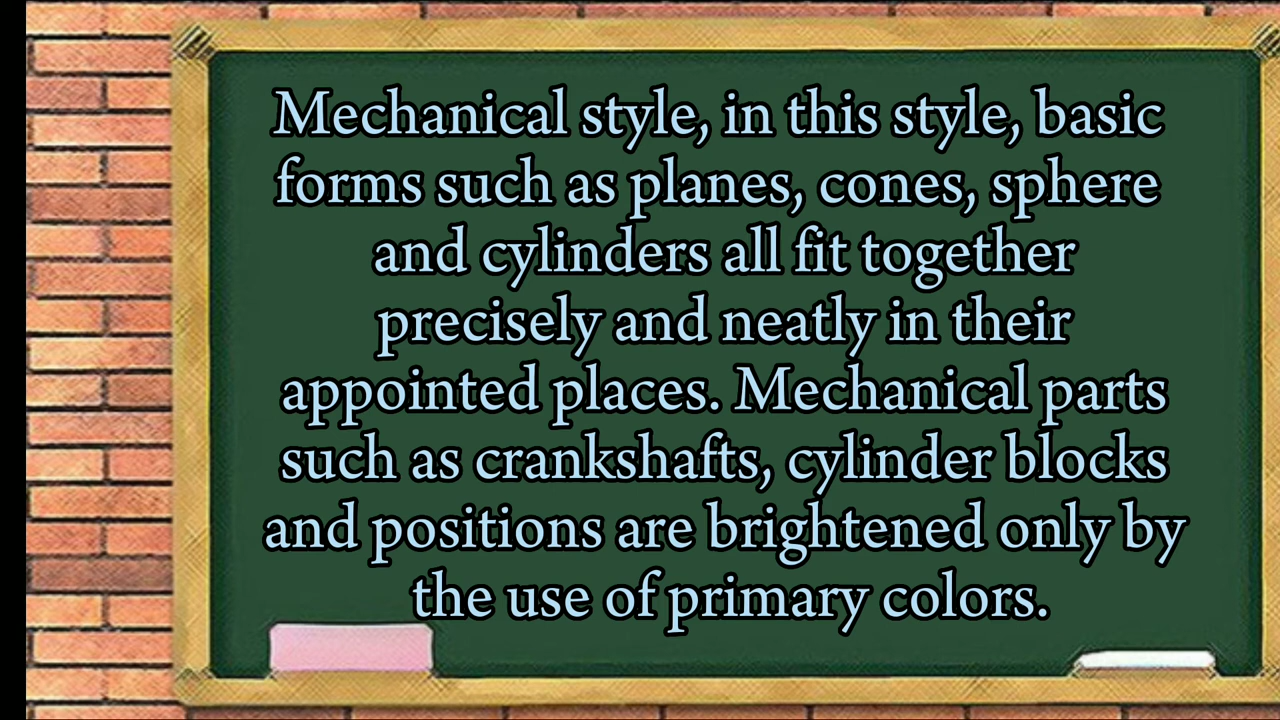 Mechanical style, in this style, basic
forms such as planes, cones, sphere
and cylinders all fit together
precisely and neatly in their
appointed places. Mechanical parts
such as crankshafts, cylinder blocks
and positions are brightened only by
the use of primary colors.